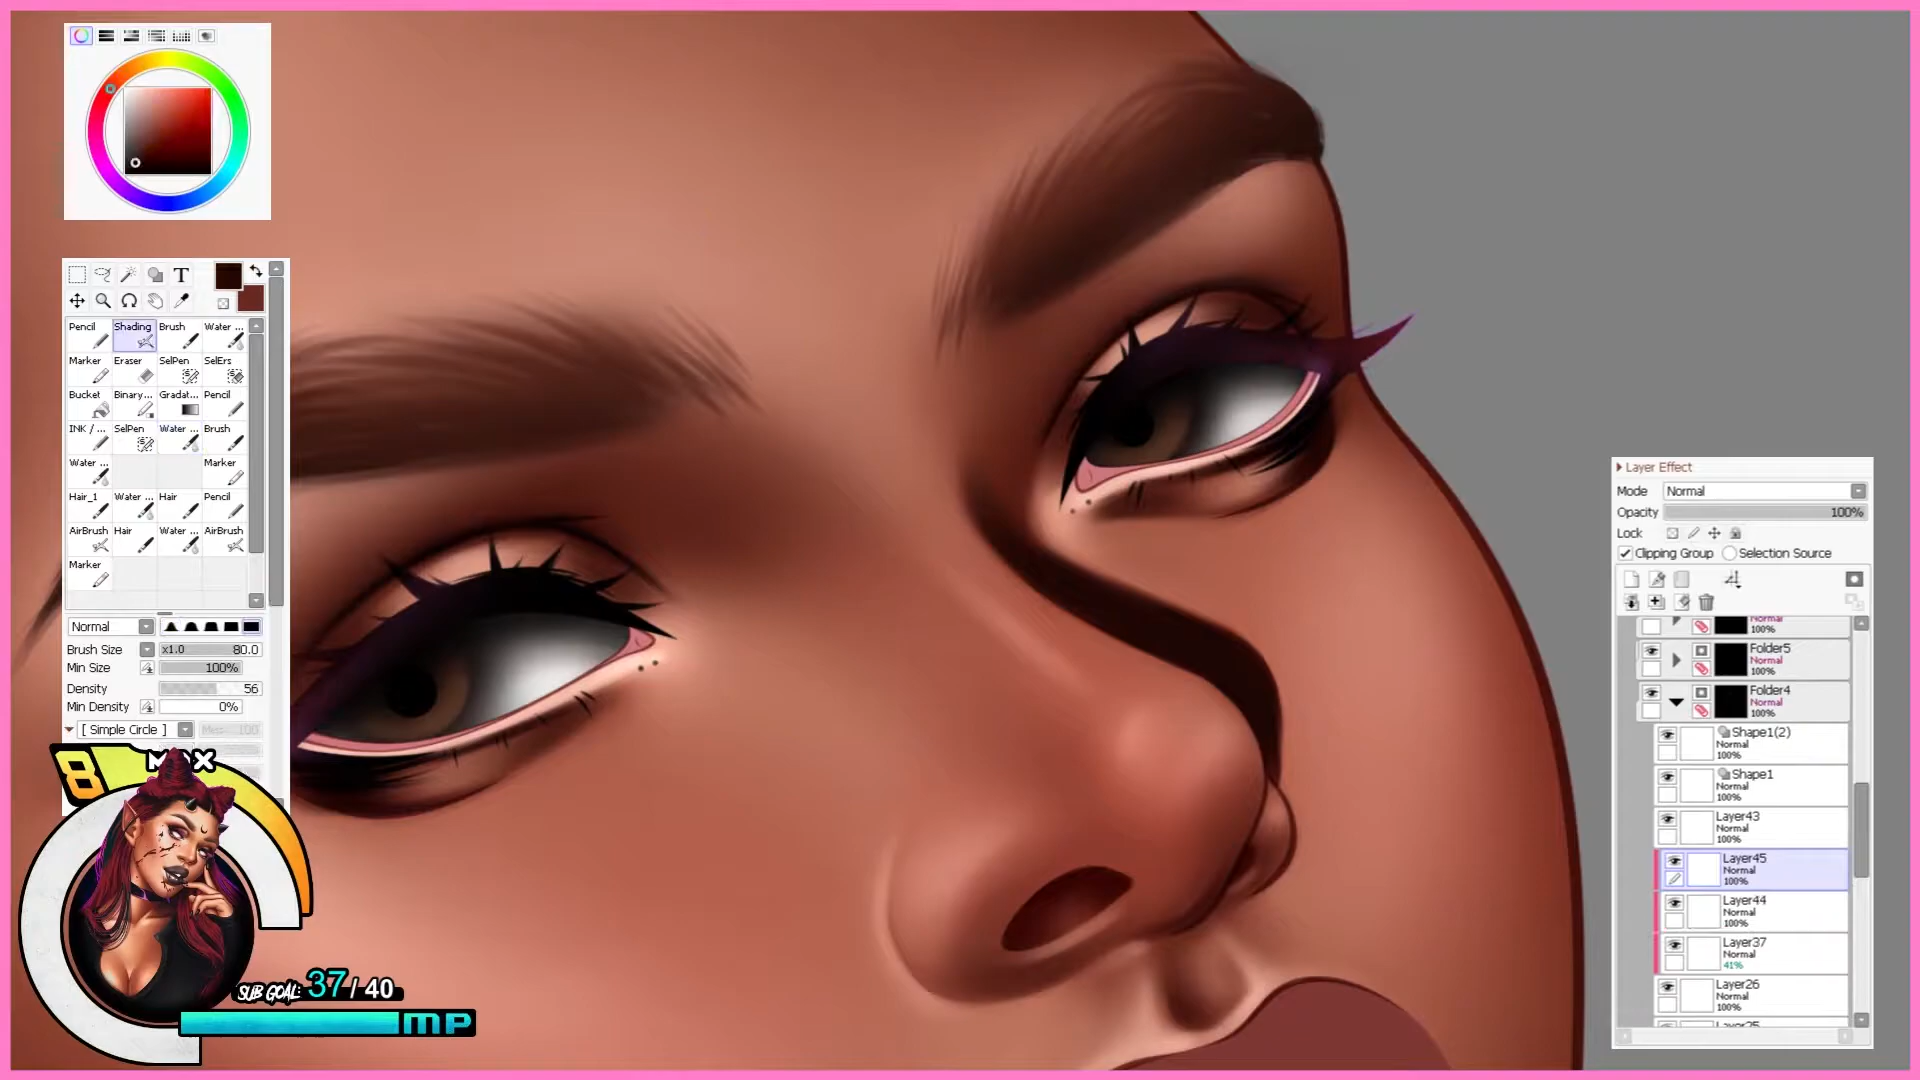 T
Pencil Shading Brush Water ...
Marker Eraser SelPen SelErs
Bucket Binary... Gradat... Pencil
INK / ... SelPen Water ... Brush
Water ... Marker
Hair_1 Water ... Hair Pencil
AirBrush Hair Water ... AirBrush
Marker
Normal
Brush Size x1.0 80.0
Min Size 100%
Density 56
Min Density 0%
[ Simple Circle ]
8 MAX
SUB GOAL: 37 / 40
MP
Layer Effect
Mode Normal
Opacity 100%
Lock
Clipping Group Selection Source
Normal
100%
Folder5
Normal
100%
Folder4
Normal
100%
Shape1(2)
Normal
100%
Shape1
Normal
100%
Layer43
Normal
100%
Layer45
Normal
100%
Layer44
Normal
100%
Layer37
Normal
41%
Layer26
Normal
100%